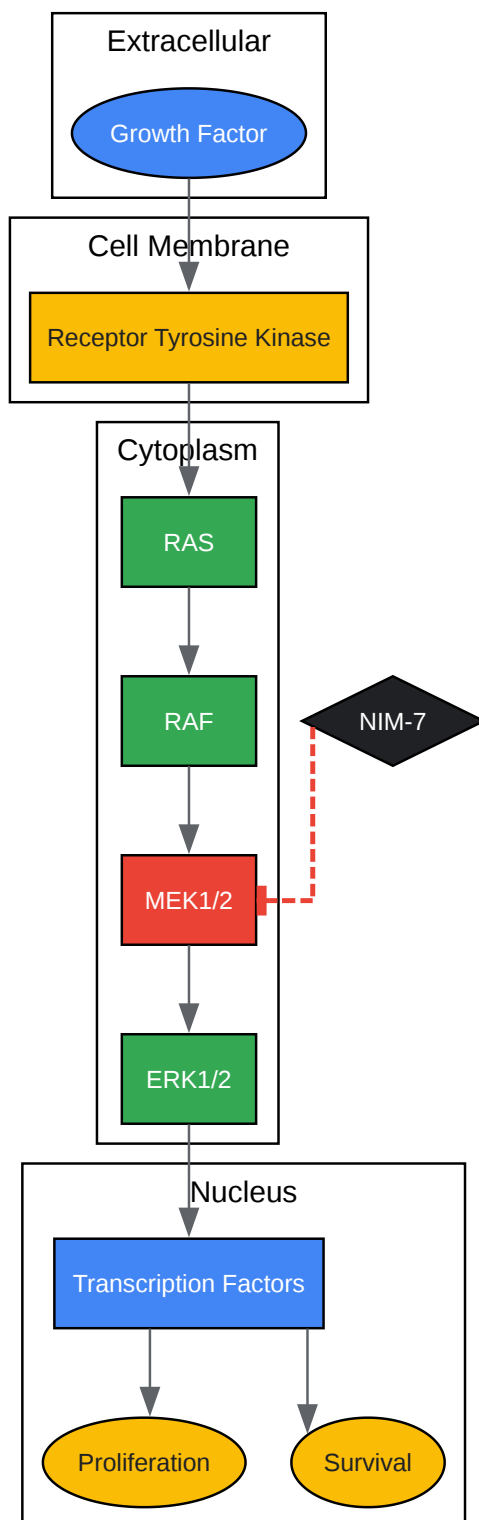 Extracellular
Growth Factor
Cell Membrane
Receptor Tyrosine Kinase
Cytoplasm
RAS
RAF
NIM-7
MEK1/2
ERK1/2
Nucleus
Transcription Factors
Proliferation
Survival